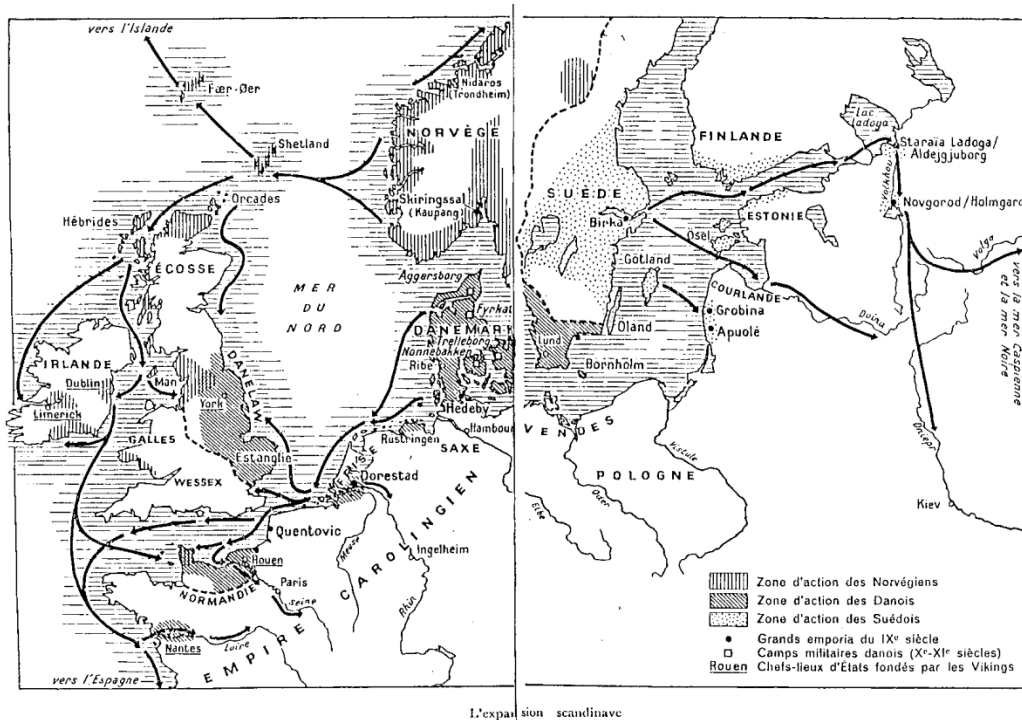 vers l'Islande
Fær-Øer
Shetland
Orcades
Hébrides
ÉCOSSE
MER
DU
NORD
NORVÈGE
Nidaros
(Trondheim)
Skiringssal
(Kaupang)
Aggersborg
Fyrkat
DANEMARK
Trelleborg
Nonnebakken
Ribe
Hedeby
Hambourg
Rustringen
SAXE
FRISE
Dorestad
IRLANDE
Dublin
Man
Limerick
York
DANELAW
GALLES
Estanglie
WESSEX
Quentovic
Rouen
NORMANDIE
Paris
Seine
Meuse
Ingelheim
Rhin
EMPIRE
CAROLINGIEN
Nantes
Loire
vers l'Espagne
FINLANDE
Lac
Ladoga
Staraïa Ladoga/
Aldejgjuborg
Volkhov
Novgorod/Holmgard
SUÈDE
Birka
ESTONIE
Ösel
Gotland
COURLANDE
Grobina
Apuolé
Öland
Lund
Bornholm
Volga
vers la mer Caspienne
et la mer Noire
Dniepr
Kiev
VENDES
POLOGNE
Vistule
Oder
Elbe
Zone d'action des Norvégiens
Zone d'action des Danois
Zone d'action des Suédois
Grands emporia du IXe siècle
Camps militaires danois (Xe-XIe siècles)
Rouen Chefs-lieux d'États fondés par les Vikings
L'expansion scandinave